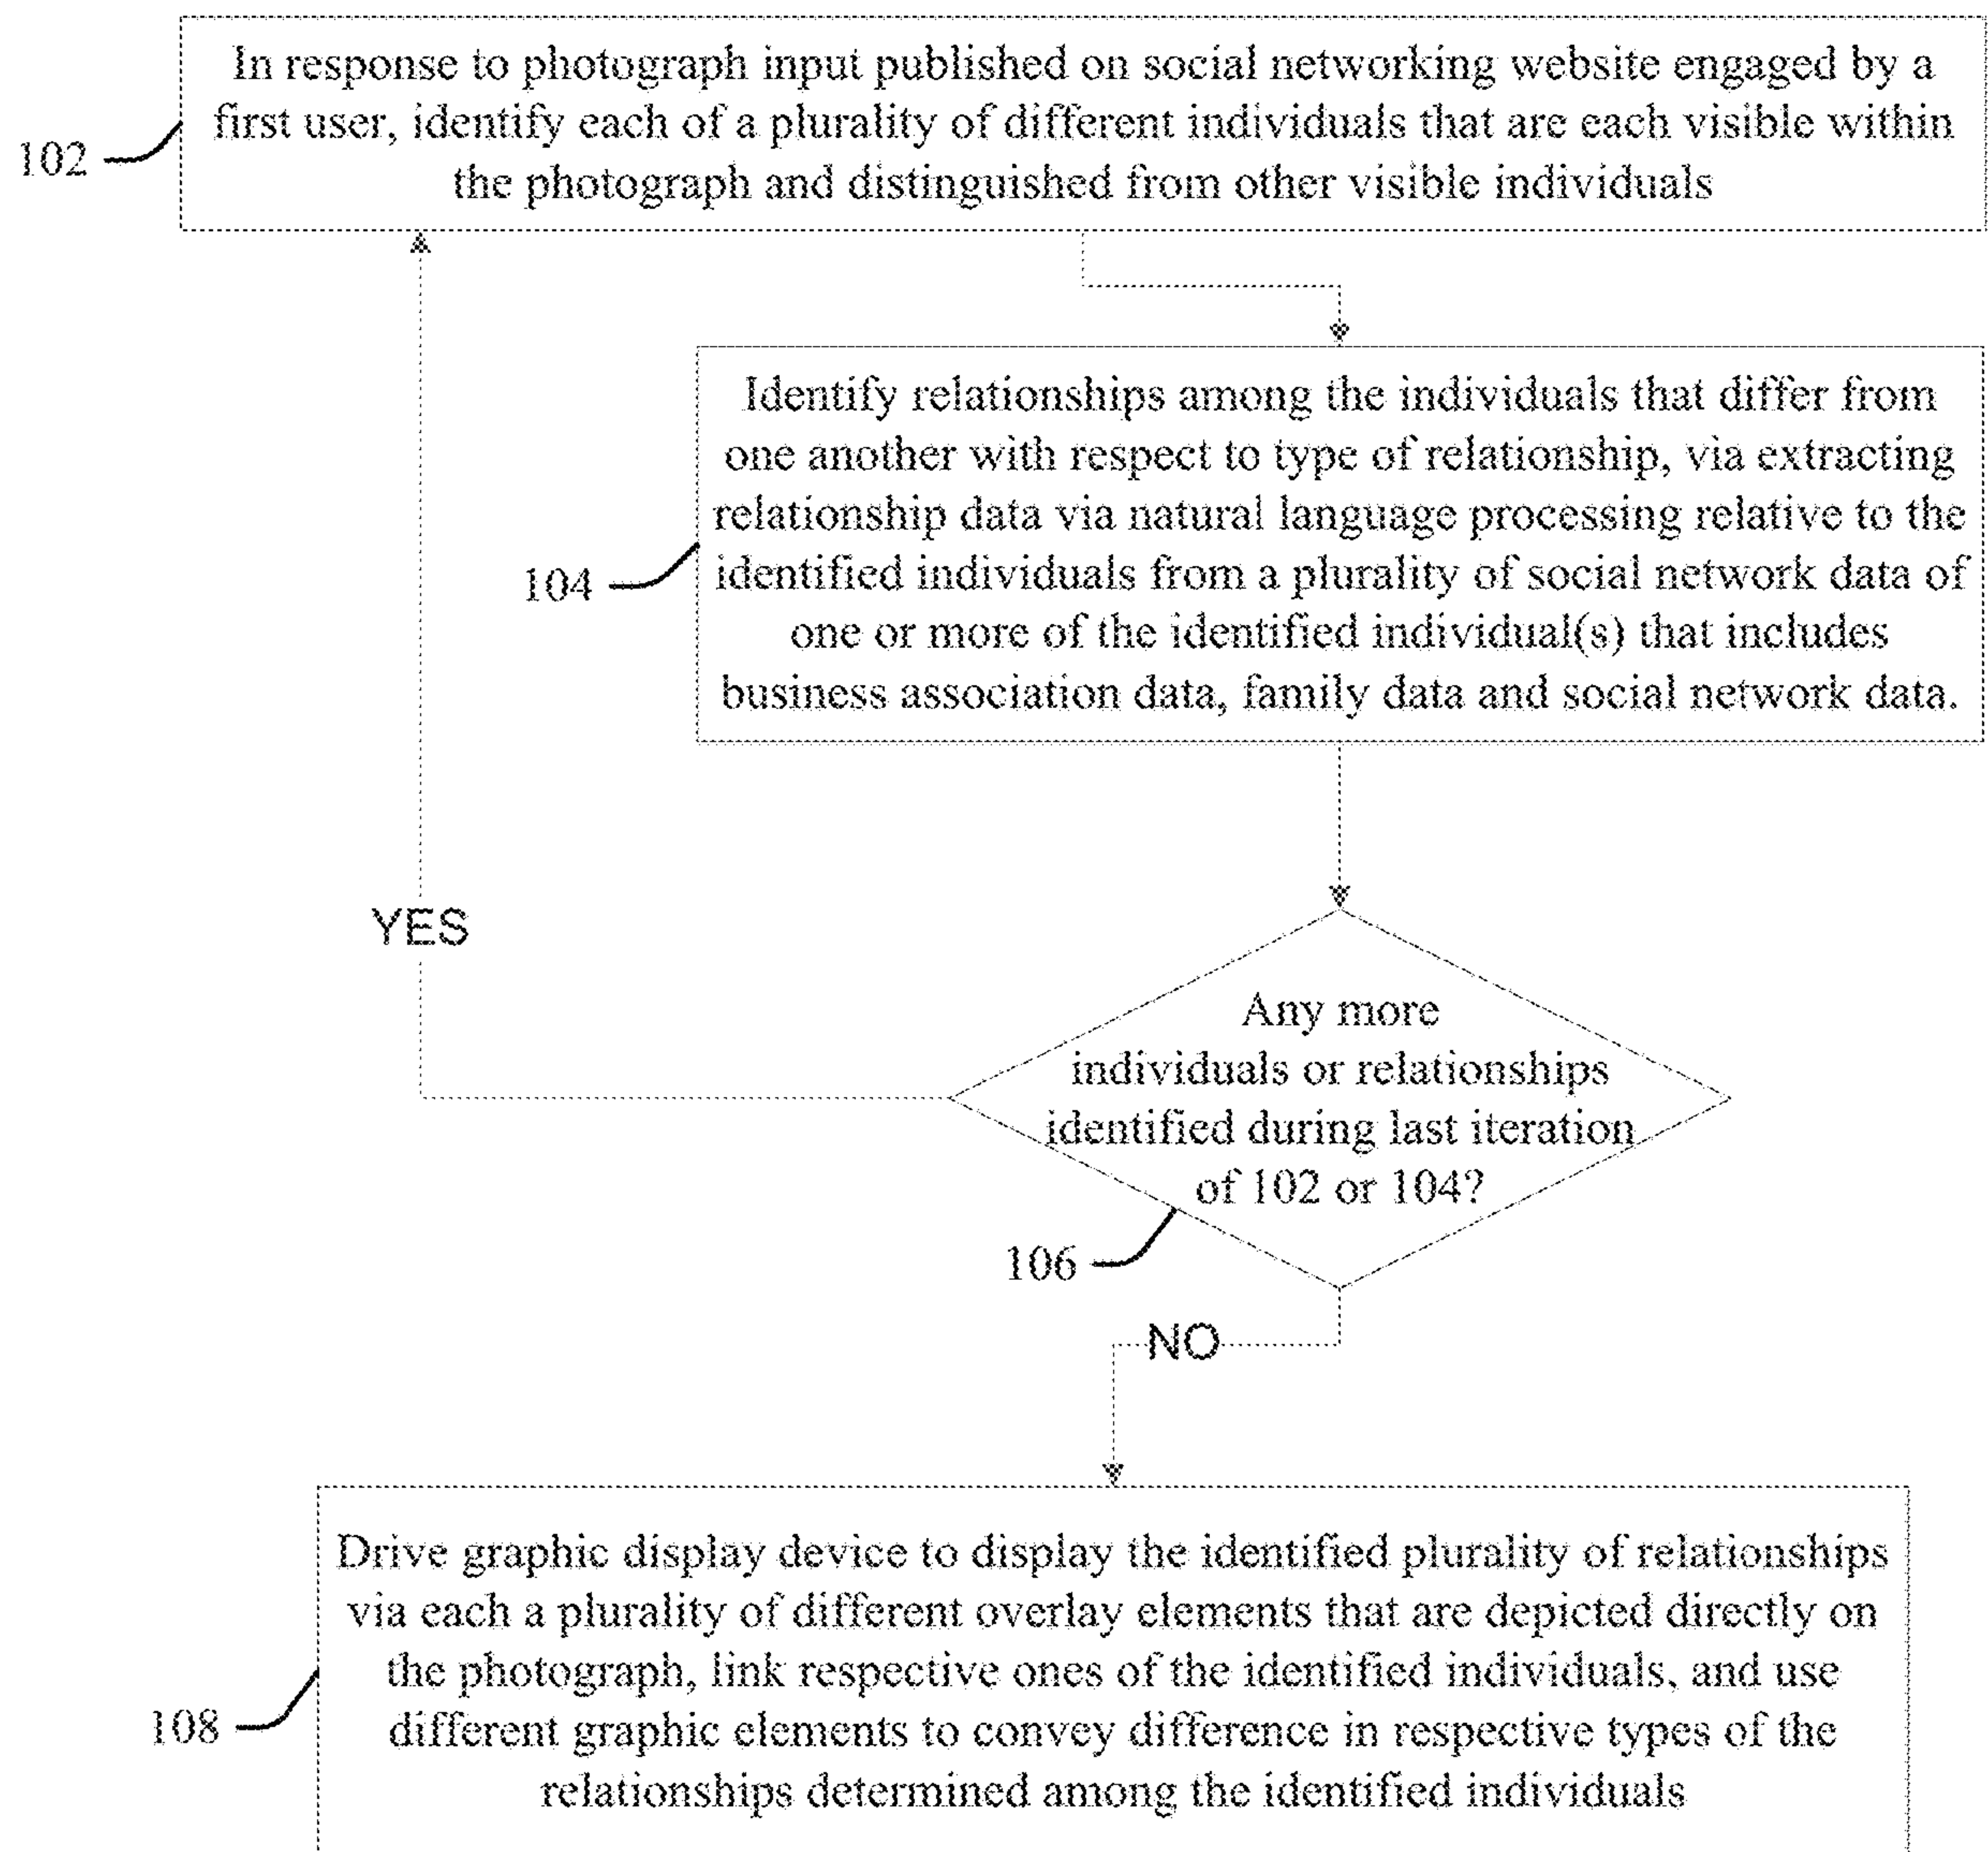 In response to photograph input published on social networking website engaged by a
first user, identify each of a plurality of different individuals that are each visible within
the photograph and distinguished from other visible individuals
102
Identify relationships among the individuals that differ from
one another with respect to type of relationship, via extracting
relationship data via natural language processing relative to the
identified individuals from a plurality of social network data of
one or more of the identified individual(s) that includes
business association data, family data and social network data.
104
YES
Any more
individuals or relationships
identified during last iteration
of 102 or 104?
106
NO
Drive graphic display device to display the identified plurality of relationships
via each a plurality of different overlay elements that are depicted directly on
the photograph, link respective ones of the identified individuals, and use
different graphic elements to convey difference in respective types of the
relationships determined among the identified individuals
108